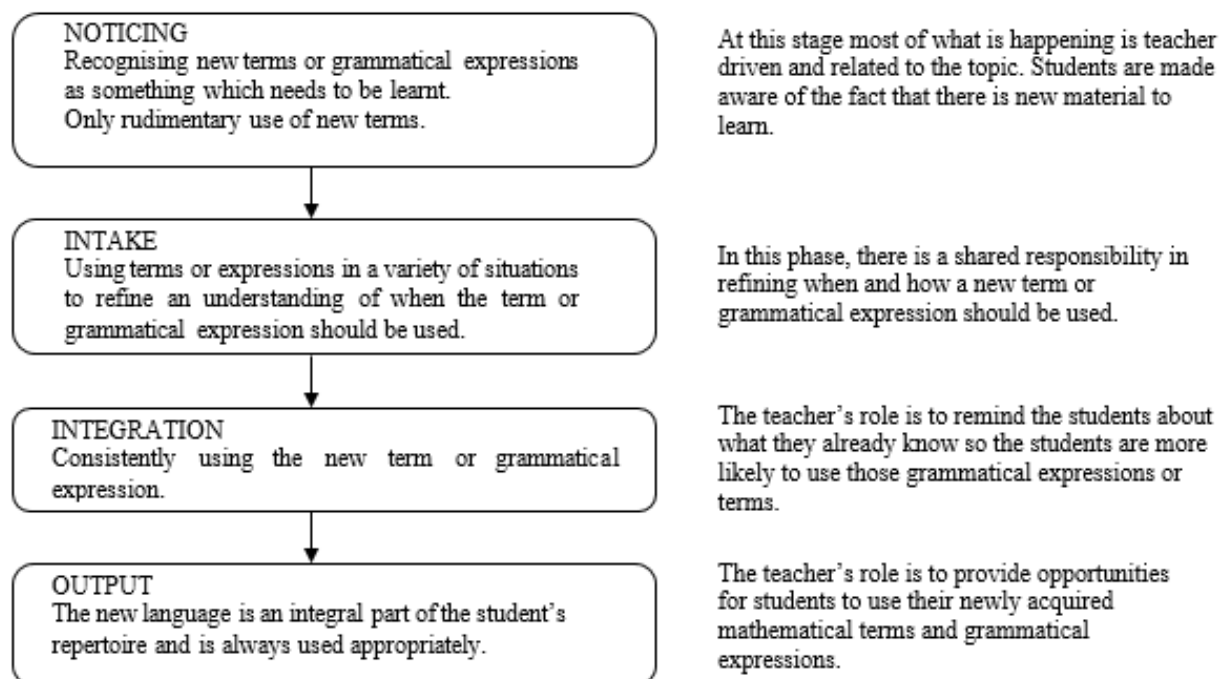 NOTICING
Recognising new terms or grammatical expressions
as something which needs to be learnt.
Only rudimentary use of new terms.
At this stage most of what is happening is teacher
driven and related to the topic. Students are made
aware of the fact that there is new material to
learn.
INTAKE
Using terms or expressions in a variety of situations
to refine an understanding of when the term or
grammatical expression should be used.
In this phase, there is a shared responsibility in
refining when and how a new term or
grammatical expression should be used.
INTEGRATION
Consistently using the new term or grammatical
expression.
The teacher’s role is to remind the students about
what they already know so the students are more
likely to use those grammatical expressions or
terms.
OUTPUT
The new language is an integral part of the student’s
repertoire and is always used appropriately.
The teacher’s role is to provide opportunities
for students to use their newly acquired
mathematical terms and grammatical
expressions.